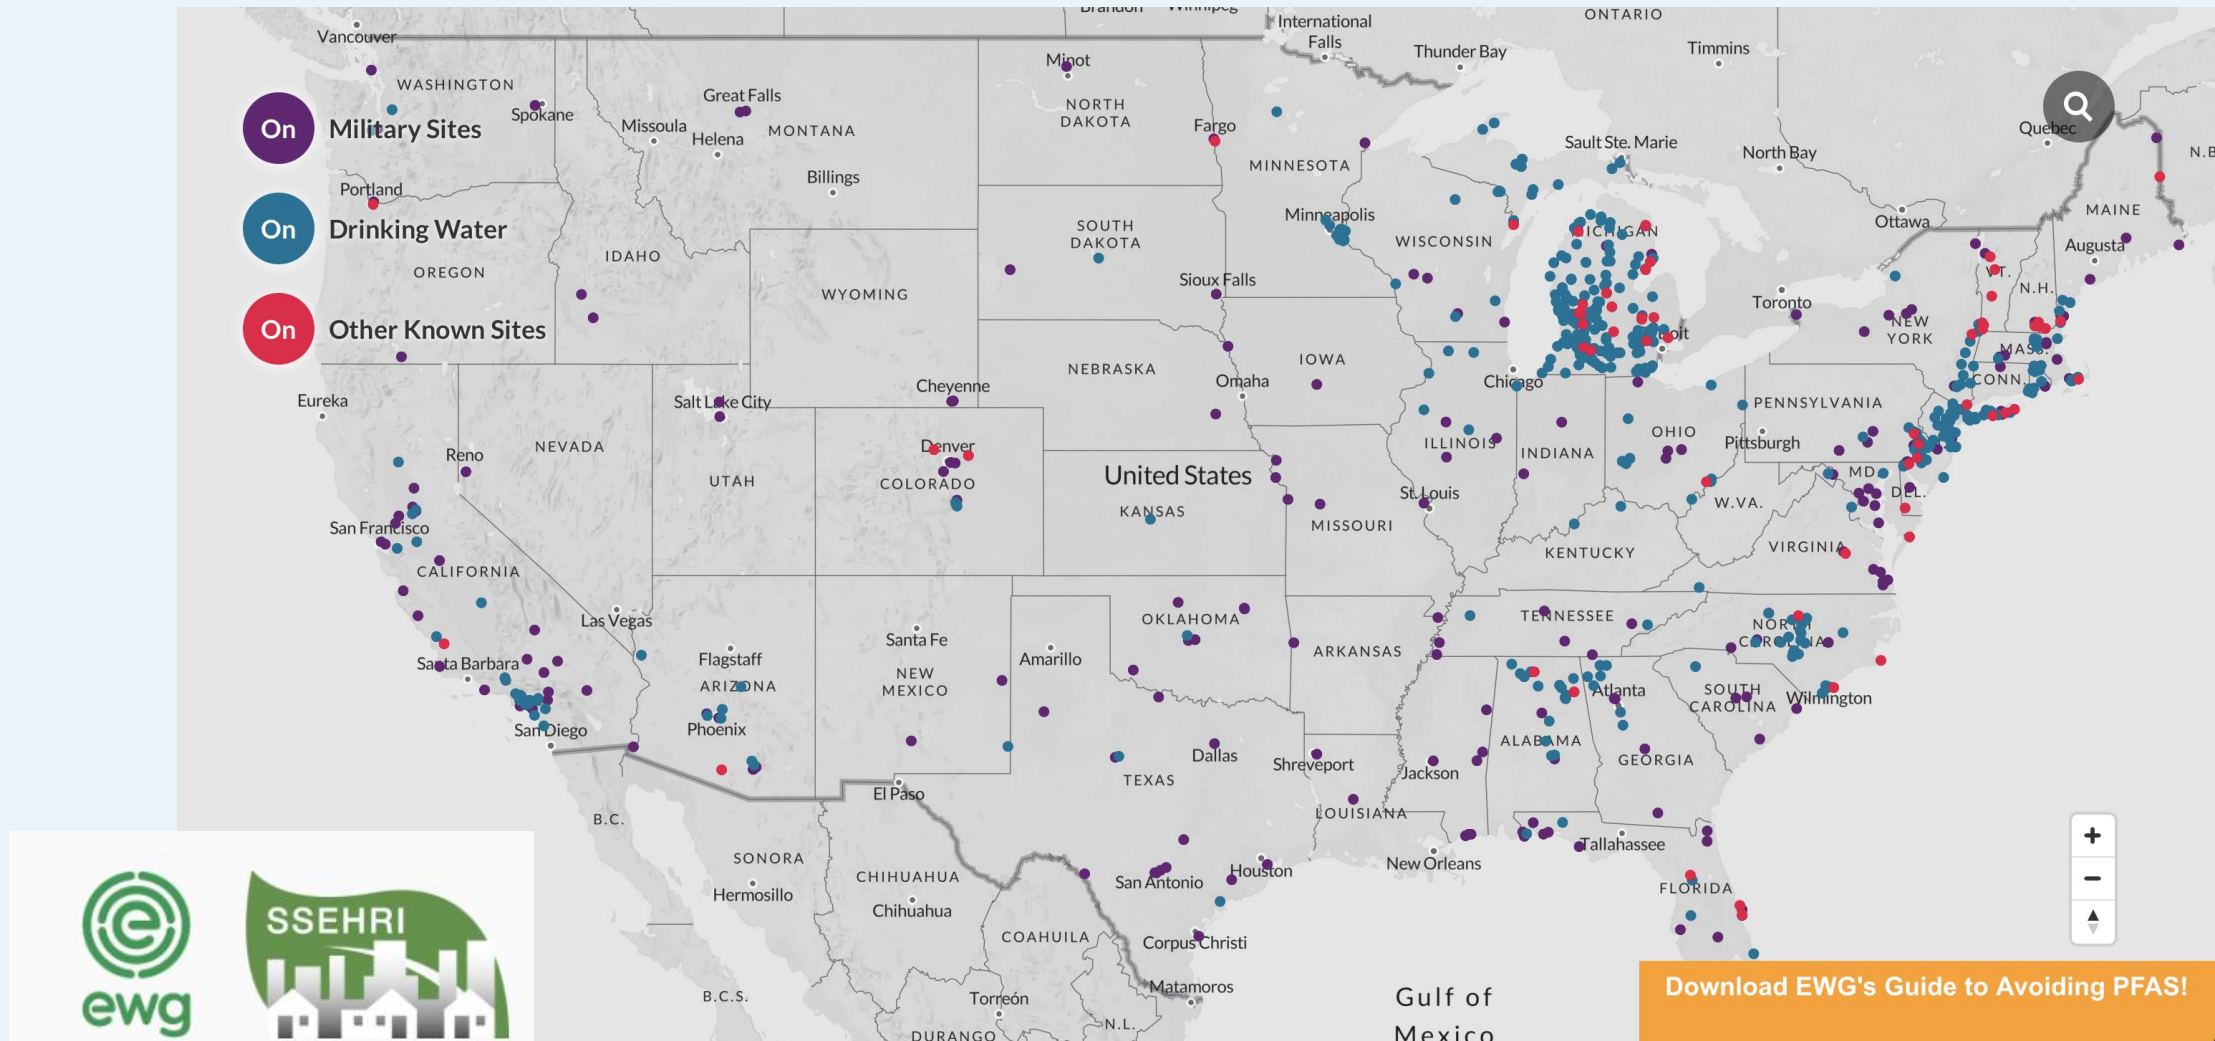 Brandon
Winnipeg
International
Falls
ONTARIO
Thunder Bay
Timmins
Vancouver
WASHINGTON
Spokane
Great Falls
Missoula
Helena
MONTANA
Billings
Minot
NORTH
DAKOTA
Fargo
MINNESOTA
Sault Ste. Marie
North Bay
Quebec
N.B
On
Military Sites
On
Drinking Water
On
Other Known Sites
Portland
OREGON
IDAHO
WYOMING
SOUTH
DAKOTA
Sioux Falls
Minneapolis
WISCONSIN
MICHIGAN
Ottawa
MAINE
Augusta
VT.
N.H.
Toronto
NEW
YORK
MASS.
CONN.
oit
Eureka
Reno
NEVADA
Salt Lake City
UTAH
Cheyenne
Denver
COLORADO
NEBRASKA
Omaha
IOWA
Chicago
ILLINOIS
INDIANA
OHIO
PENNSYLVANIA
Pittsburgh
MD.
DEL.
United States
KANSAS
St. Louis
MISSOURI
W.VA.
VIRGINIA
KENTUCKY
San Francisco
CALIFORNIA
Las Vegas
Santa Barbara
San Diego
Flagstaff
ARIZONA
Phoenix
Santa Fe
NEW
MEXICO
Amarillo
OKLAHOMA
ARKANSAS
TENNESSEE
NORTH
CAROLINA
SOUTH
CAROLINA
Wilmington
Atlanta
ALABAMA
GEORGIA
Dallas
TEXAS
Shreveport
Jackson
LOUISIANA
El Paso
B.C.
SONORA
Hermosillo
CHIHUAHUA
Chihuahua
San Antonio
Houston
New Orleans
Tallahassee
FLORIDA
COAHUILA
Corpus Christi
Matamoros
B.C.S.
Torreón
N.L.
DURANGO
Gulf of
Mexico
ewg
SSEHRI
+
−
Download EWG's Guide to Avoiding PFAS!